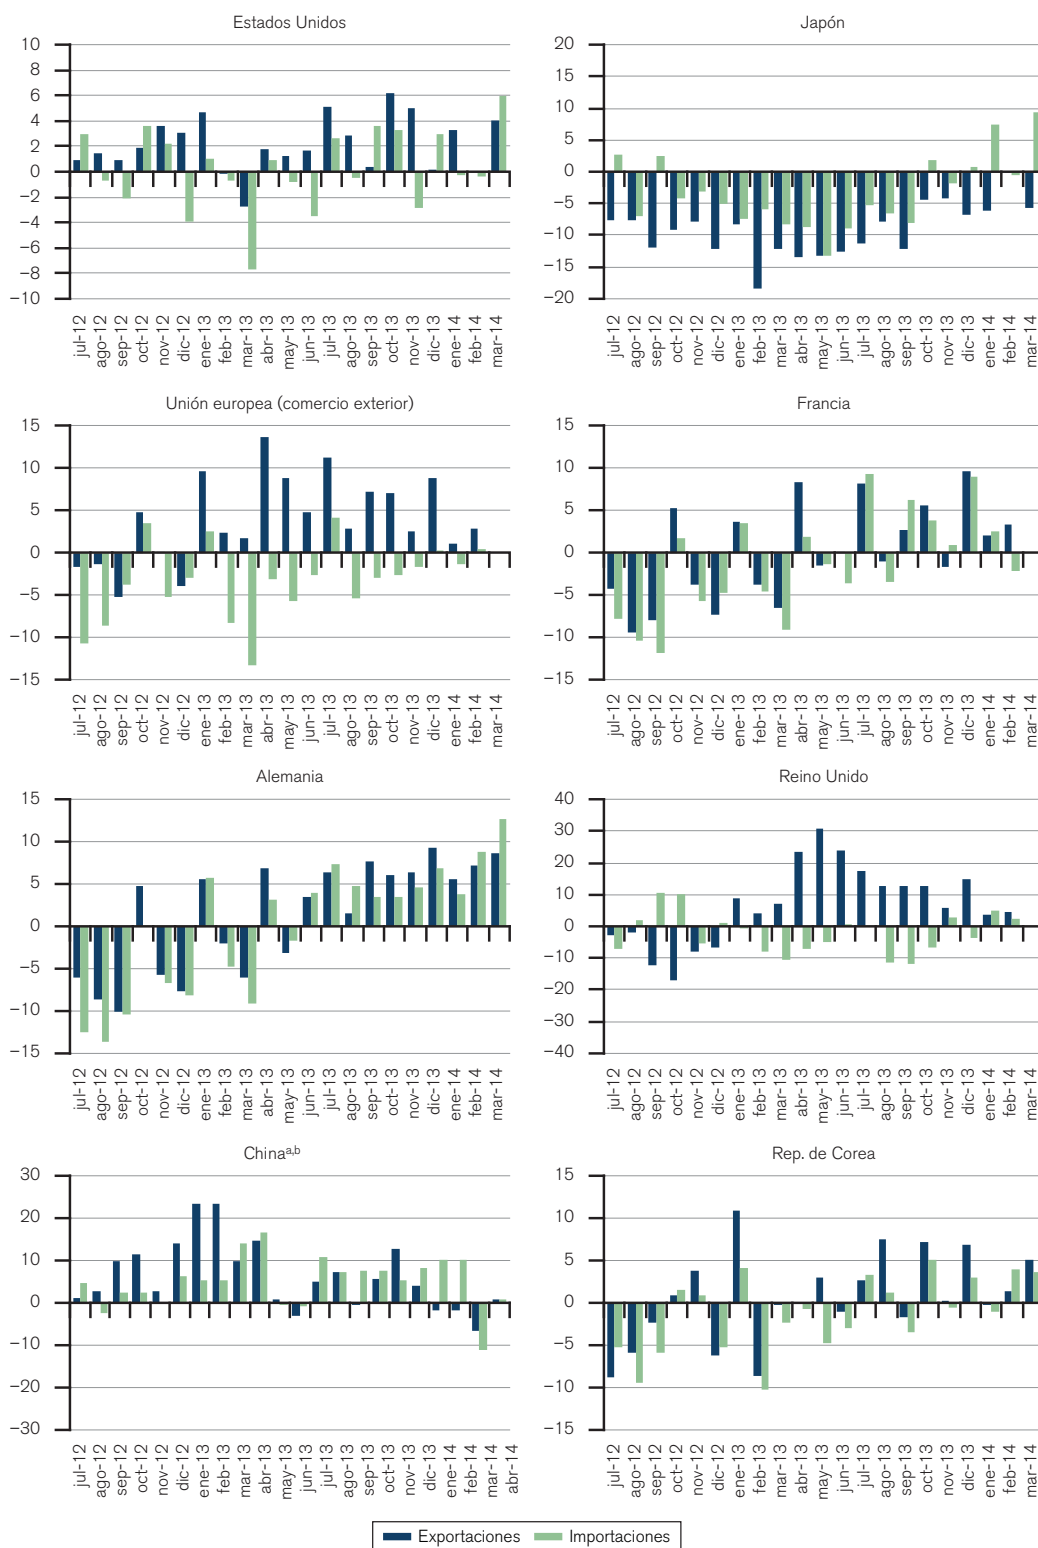 Estados Unidos
10
8
6
4
2
0
−2
−4
−6
−8
−10
jul-12
ago-12
sep-12
oct-12
nov-12
dic-12
ene-13
feb-13
mar-13
abr-13
may-13
jun-13
jul-13
ago-13
sep-13
oct-13
nov-13
dic-13
ene-14
feb-14
mar-14
Japón
20
15
10
5
0
−5
−10
−15
−20
jul-12
ago-12
sep-12
oct-12
nov-12
dic-12
ene-13
feb-13
mar-13
abr-13
may-13
jun-13
jul-13
ago-13
sep-13
oct-13
nov-13
dic-13
ene-14
feb-14
mar-14
Unión europea (comercio exterior)
15
10
5
0
−5
−10
−15
jul-12
ago-12
sep-12
oct-12
nov-12
dic-12
ene-13
feb-13
mar-13
abr-13
may-13
jun-13
jul-13
ago-13
sep-13
oct-13
nov-13
dic-13
ene-14
feb-14
mar-14
Francia
15
10
5
0
−5
−10
−15
jul-12
ago-12
sep-12
oct-12
nov-12
dic-12
ene-13
feb-13
mar-13
abr-13
may-13
jun-13
jul-13
ago-13
sep-13
oct-13
nov-13
dic-13
ene-14
feb-14
mar-14
Alemania
15
10
5
0
−5
−10
−15
jul-12
ago-12
sep-12
oct-12
nov-12
dic-12
ene-13
feb-13
mar-13
abr-13
may-13
jun-13
jul-13
ago-13
sep-13
oct-13
nov-13
dic-13
ene-14
feb-14
mar-14
Reino Unido
40
30
20
10
0
−10
−20
−30
−40
jul-12
ago-12
sep-12
oct-12
nov-12
dic-12
ene-13
feb-13
mar-13
abr-13
may-13
jun-13
jul-13
ago-13
sep-13
oct-13
nov-13
dic-13
ene-14
feb-14
mar-14
Chinaa,b
30
20
10
0
−10
−20
−30
jul-12
ago-12
sep-12
oct-12
nov-12
dic-12
ene-13
feb-13
mar-13
abr-13
may-13
jun-13
jul-13
ago-13
sep-13
oct-13
nov-13
dic-13
ene-14
feb-14
mar-14
abr-14
Rep. de Corea
15
10
5
0
−5
−10
−15
jul-12
ago-12
sep-12
oct-12
nov-12
dic-12
ene-13
feb-13
mar-13
abr-13
may-13
jun-13
jul-13
ago-13
sep-13
oct-13
nov-13
dic-13
ene-14
feb-14
mar-14
Exportaciones
Importaciones